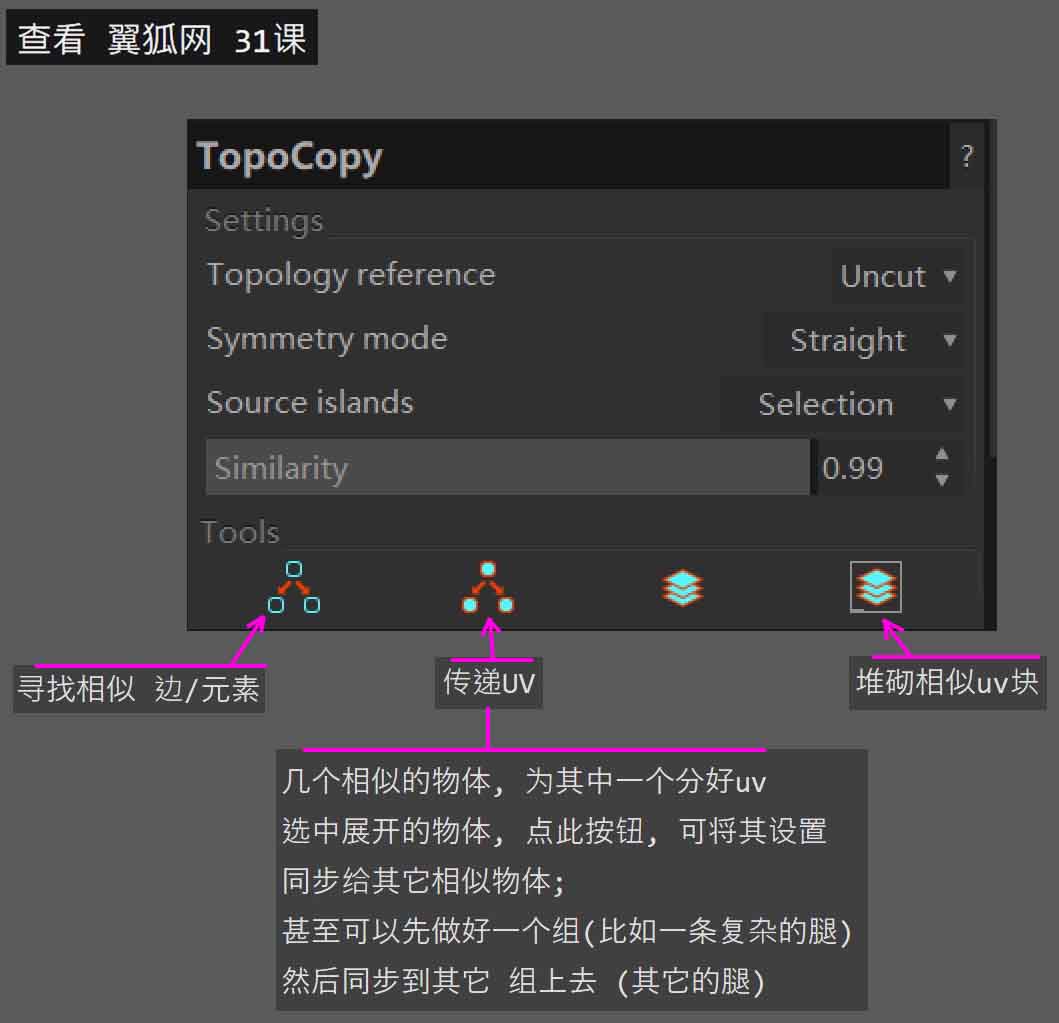 查看 翼狐网 31课
TopoCopy ?
Settings
Topology reference Uncut
Symmetry mode Straight
Source islands Selection
Similarity 0.99
Tools
寻找相似 边/元素
传递UV
堆砌相似uv块
几个相似的物体, 为其中一个分好uv
选中展开的物体, 点此按钮, 可将其设置
同步给其它相似物体;
甚至可以先做好一个组(比如一条复杂的腿)
然后同步到其它 组上去 (其它的腿)